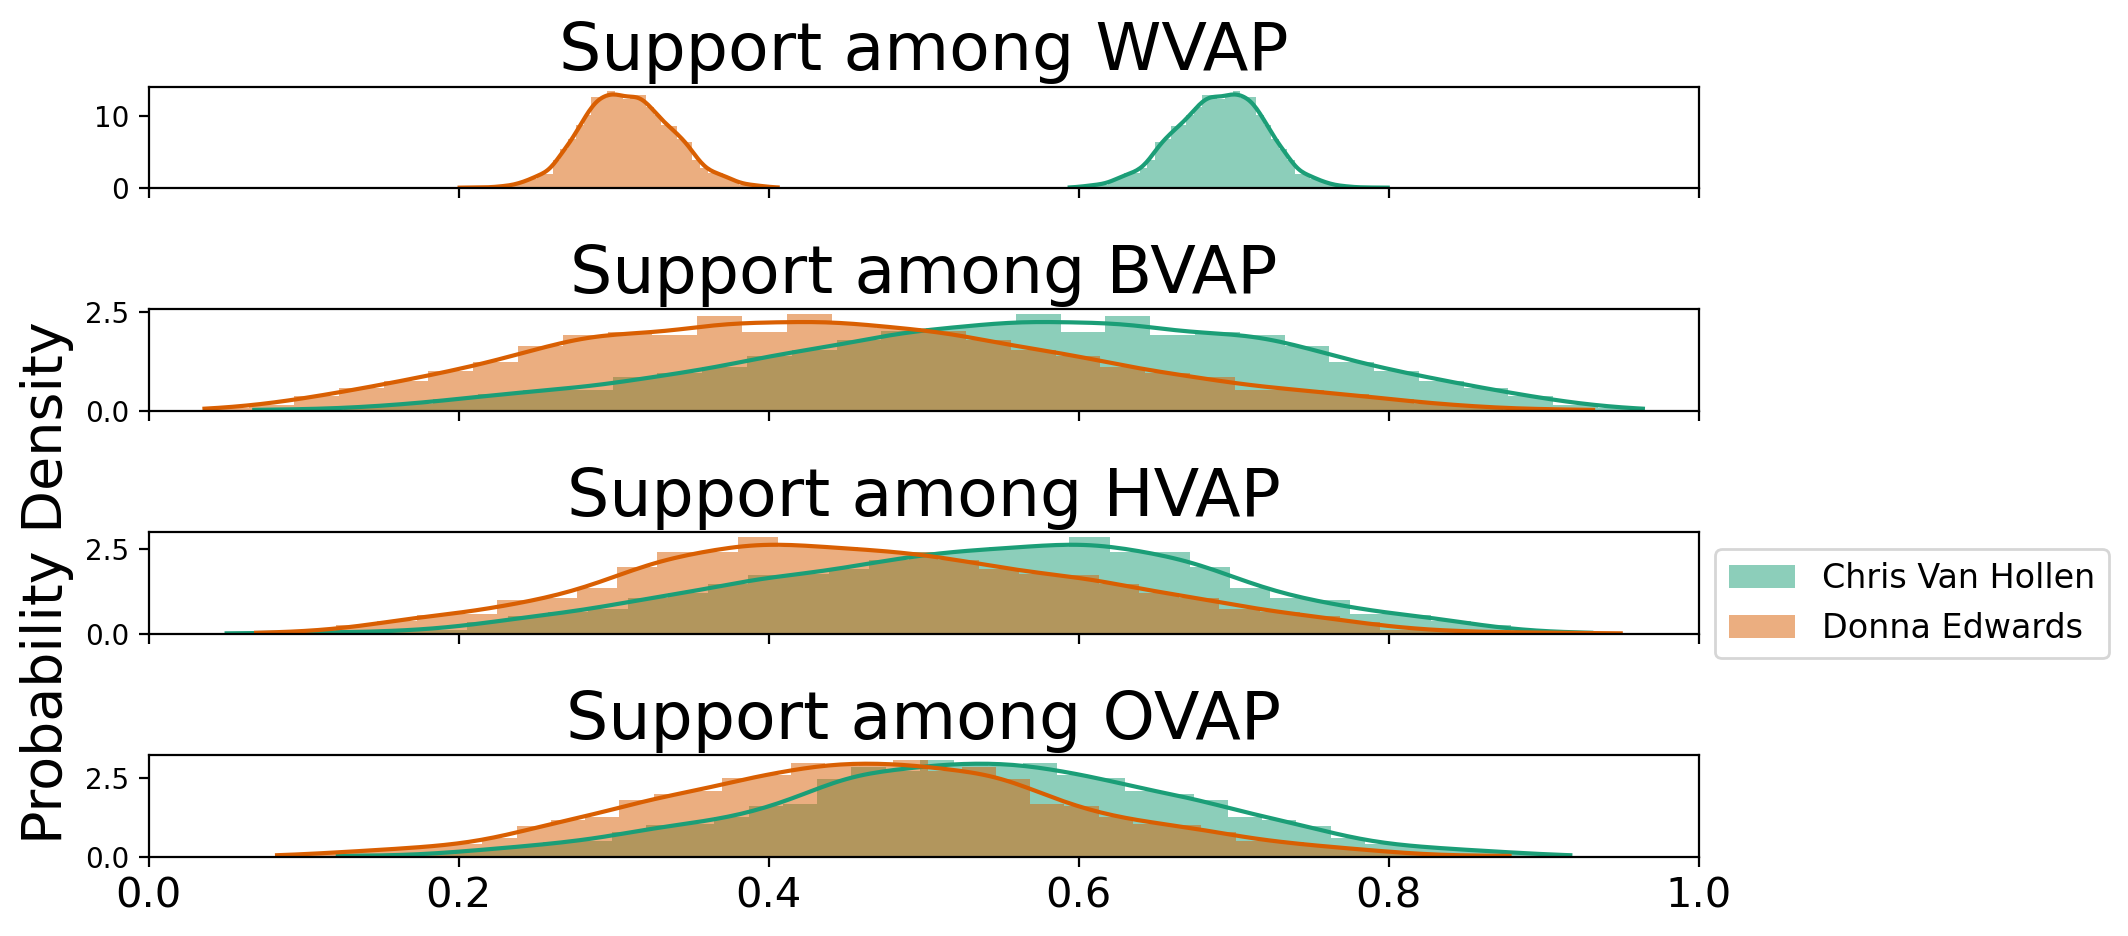 Support among WVAP
10
0
Support among BVAP
2.5
0.0
Support among HVAP
2.5
0.0
Support among OVAP
2.5
0.0
0.0 0.2 0.4 0.6 0.8 1.0
Probability Density
Chris Van Hollen
Donna Edwards